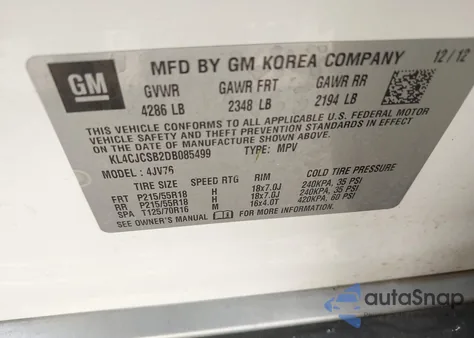 GM
MFD BY GM KOREA COMPANY 12/12
GVWR GAWR FRT GAWR RR
4286 LB 2348 LB 2194 LB
THIS VEHICLE CONFORMS TO ALL APPLICABLE U.S. FEDERAL MOTOR
VEHICLE SAFETY AND THEFT PREVENTION STANDARDS IN EFFECT ON THE
DATE OF MANUFACTURE SHOWN ABOVE.
KL4CJCSB2DB085499 TYPE: MPV
MODEL: 4JV76
TIRE SIZE SPEED RTG RIM COLD TIRE PRESSURE
FRT P215/55R18 H 18x7.0J 240KPA, 35 PSI
RR P215/55R18 H 18x7.0J 240KPA, 35 PSI
SPA T125/70R16 M 16x4.0T 420KPA, 60 PSI
SEE OWNER'S MANUAL FOR MORE INFORMATION
autoSnap